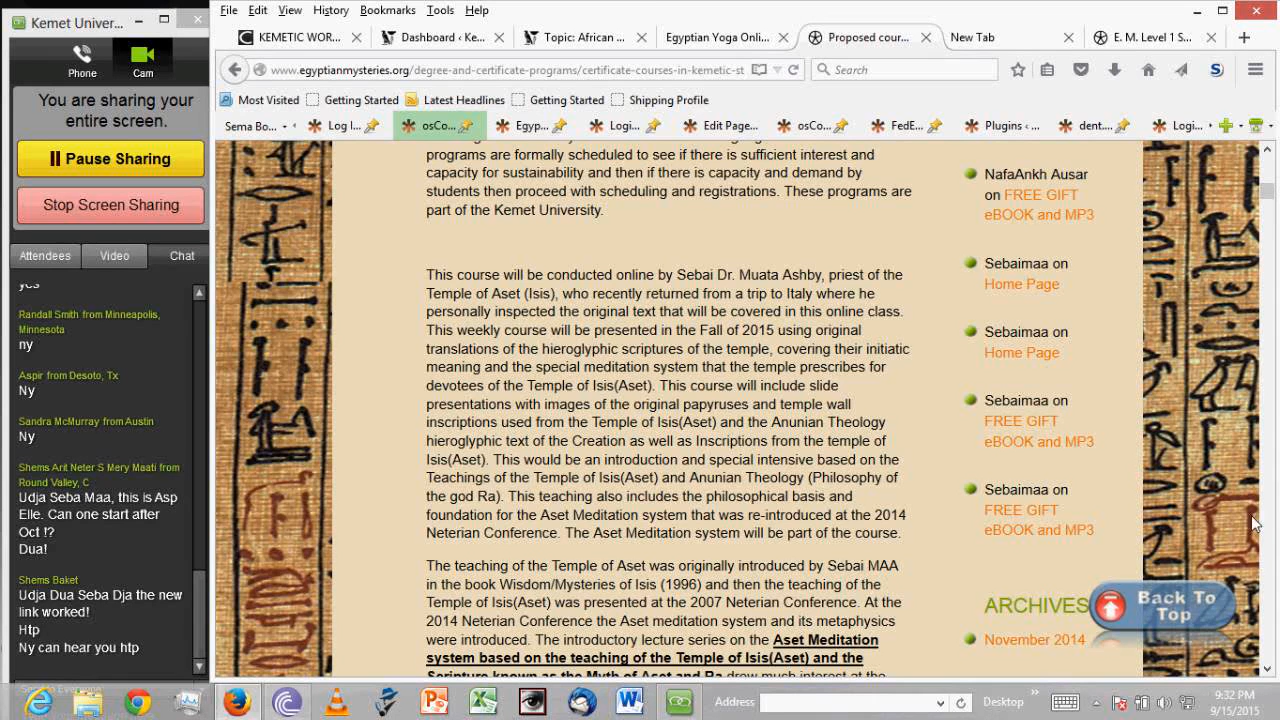 Kemet Univer...
Phone
Cam
You are sharing your
entire screen.
Pause Sharing
Stop Screen Sharing
Attendees
Video
Chat
yes
Randall Smith from Minneapolis,
Minnesota
ny
Aspir from Desoto, Tx
Ny
Sandra McMurray from Austin
Ny
Shems Arit Neter S Mery Maati from
Round Valley, C
Udja Seba Maa, this is Asp
Elle. Can one start after
Oct !?
Dua!
Shems Baket
Udja Dua Seba Dja the new
link worked!
Htp
Ny can hear you htp
File Edit View History Bookmarks Tools Help
KEMETIC WOR...
Dashboard ‹ Ke...
Topic: African ...
Egyptian Yoga Onli...
Proposed cour...
New Tab
E. M. Level 1 S...
www.egyptianmysteries.org/degree-and-certificate-programs/certificate-courses-in-kemetic-st
Search
Most Visited
Getting Started
Latest Headlines
Getting Started
Shipping Profile
Sema Bo...
Log I...
osCo...
Egyp...
Logi...
Edit Page...
osCo...
FedE...
Plugins ‹...
dent...
Logi...
programs are formally scheduled to see if there is sufficient interest and
capacity for sustainability and then if there is capacity and demand by
students then proceed with scheduling and registrations. These programs are
part of the Kemet University.
This course will be conducted online by Sebai Dr. Muata Ashby, priest of the
Temple of Aset (Isis), who recently returned from a trip to Italy where he
personally inspected the original text that will be covered in this online class.
This weekly course will be presented in the Fall of 2015 using original
translations of the hieroglyphic scriptures of the temple, covering their initiatic
meaning and the special meditation system that the temple prescribes for
devotees of the Temple of Isis(Aset). This course will include slide
presentations with images of the original papyruses and temple wall
inscriptions used from the Temple of Isis(Aset) and the Anunian Theology
hieroglyphic text of the Creation as well as Inscriptions from the temple of
Isis(Aset). This would be an introduction and special intensive based on the
Teachings of the Temple of Isis(Aset) and Anunian Theology (Philosophy of
the god Ra). This teaching also includes the philosophical basis and
foundation for the Aset Meditation system that was re-introduced at the 2014
Neterian Conference. The Aset Meditation system will be part of the course.
The teaching of the Temple of Aset was originally introduced by Sebai MAA
in the book Wisdom/Mysteries of Isis (1996) and then the teaching of the
Temple of Isis(Aset) was presented at the 2007 Neterian Conference. At the
2014 Neterian Conference the Aset meditation system and its metaphysics
were introduced. The introductory lecture series on the Aset Meditation
system based on the teaching of the Temple of Isis(Aset) and the
Scripture known as the Myth of Aset and Ra drew much interest at the
NafaAnkh Ausar
on FREE GIFT
eBOOK and MP3
Sebaimaa on
Home Page
Sebaimaa on
Home Page
Sebaimaa on
FREE GIFT
eBOOK and MP3
Sebaimaa on
FREE GIFT
eBOOK and MP3
ARCHIVES
November 2014
Back To
Top
Address
Desktop
9:32 PM
9/15/2015